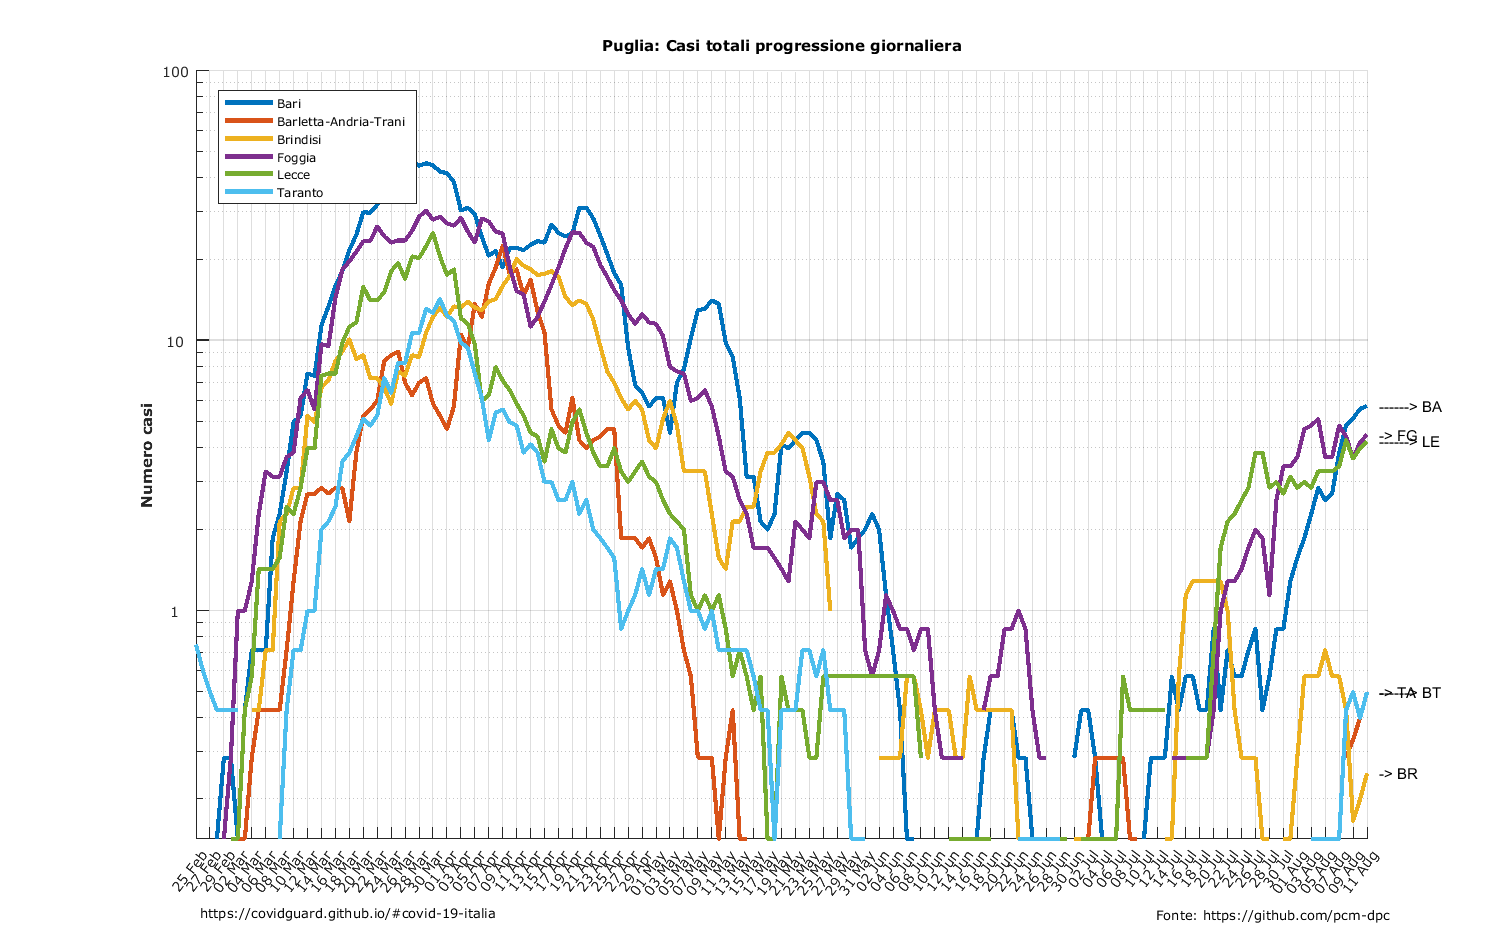 Puglia: Casi totali progressione giornaliera
Numero casi
100
10
1
Bari
Barletta-Andria-Trani
Brindisi
Foggia
Lecce
Taranto
------> BA
-> FG
------> LE
-> TA
------> BT
-> BR
25 Feb
27 Feb
29 Feb
02 Mar
04 Mar
06 Mar
08 Mar
10 Mar
12 Mar
14 Mar
16 Mar
18 Mar
20 Mar
22 Mar
24 Mar
26 Mar
28 Mar
30 Mar
01 Apr
03 Apr
05 Apr
07 Apr
09 Apr
11 Apr
13 Apr
15 Apr
17 Apr
19 Apr
21 Apr
23 Apr
25 Apr
27 Apr
29 Apr
01 May
03 May
05 May
07 May
09 May
11 May
13 May
15 May
17 May
19 May
21 May
23 May
25 May
27 May
29 May
31 May
02 Jun
04 Jun
06 Jun
08 Jun
10 Jun
12 Jun
14 Jun
16 Jun
18 Jun
20 Jun
22 Jun
24 Jun
26 Jun
28 Jun
30 Jun
02 Jul
04 Jul
06 Jul
08 Jul
10 Jul
12 Jul
14 Jul
16 Jul
18 Jul
20 Jul
22 Jul
24 Jul
26 Jul
28 Jul
30 Jul
01 Aug
03 Aug
05 Aug
07 Aug
09 Aug
11 Aug
https://covidguard.github.io/#covid-19-italia
Fonte: https://github.com/pcm-dpc